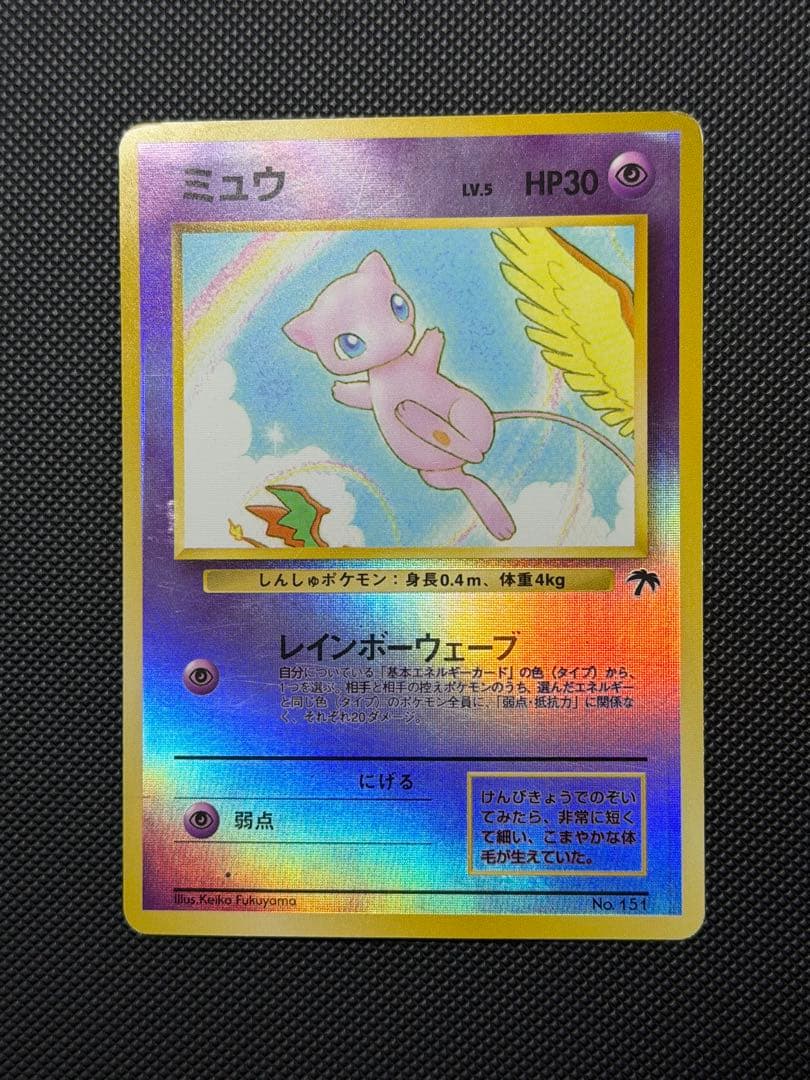 ミュウ LV.5 HP30
しんしゅポケモン：身長0.4m、体重4kg
レインボーウェーブ
自分についている「基本エネルギーカード」の色（タイプ）から、
1つを選ぶ。相手と相手の控えポケモンのうち、選んだエネルギー
と同じ色（タイプ）のポケモン全員に、「弱点・抵抗力」に関係な
く、それぞれ20ダメージ。
にげる
弱点
けんびきょうでのぞい
てみたら、非常に短く
て細い、こまやかな体
毛が生えていた。
Illus.Keiko Fukuyama
No. 151